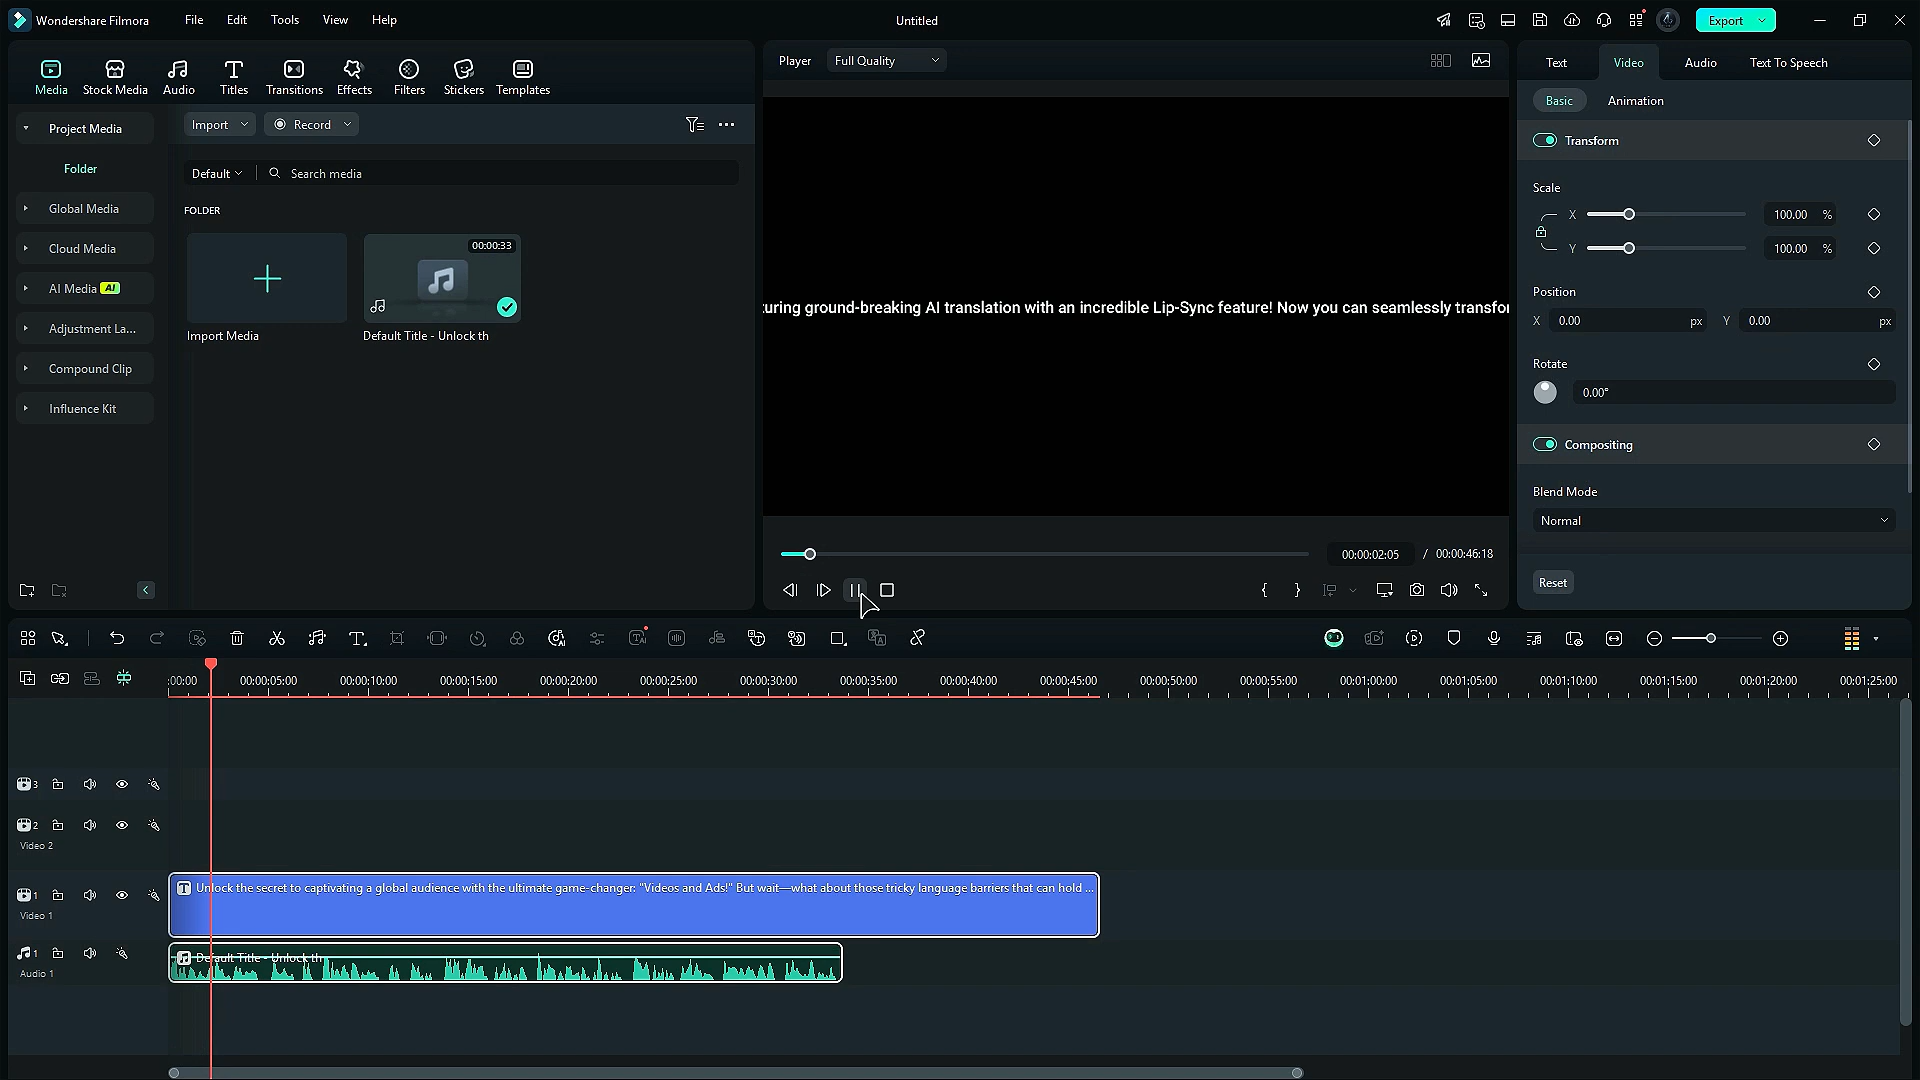 Wondershare Filmora
File
Edit
Tools
View
Help
Untitled
Export
Media
Stock Media
Audio
Titles
Transitions
Effects
Filters
Stickers
Templates
Player
Full Quality
Text
Video
Audio
Text To Speech
Project Media
Folder
Global Media
Cloud Media
AI Media AI
Adjustment La...
Compound Clip
Influence Kit
Import
Record
Default
Search media
FOLDER
00:00:33
Import Media
Default Title - Unlock th
turing ground-breaking AI translation with an incredible Lip-Sync feature! Now you can seamlessly transfor
00:00:02:05 / 00:00:46:18
Basic
Animation
Transform
Scale
X 100.00 %
Y 100.00 %
Position
X 0.00 px Y 0.00 px
Rotate
0.00°
Compositing
Blend Mode
Normal
Reset
:00:00 00:00:05:00 00:00:10:00 00:00:15:00 00:00:20:00 00:00:25:00 00:00:30:00 00:00:35:00 00:00:40:00 00:00:45:00 00:00:50:00 00:00:55:00 00:01:00:00 00:01:05:00 00:01:10:00 00:01:15:00 00:01:20:00 00:01:25:00
3
2
Video 2
1
Video 1
Unlock the secret to captivating a global audience with the ultimate game-changer: "Videos and Ads!" But wait—what about those tricky language barriers that can hold ...
1
Audio 1
Default Title - Unlock th